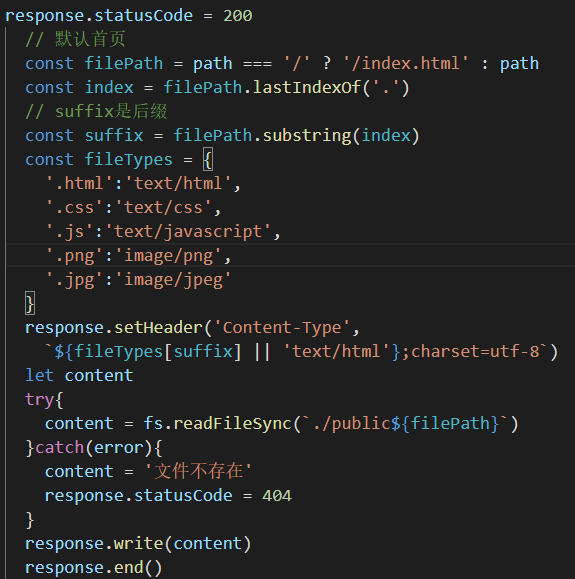 response.statusCode = 200
// 默认首页
const filePath = path === '/' ? '/index.html' : path
const index = filePath.lastIndexOf('.')
// suffix是后缀
const suffix = filePath.substring(index)
const fileTypes = {
'.html':'text/html',
'.css':'text/css',
'.js':'text/javascript',
'.png':'image/png',
'.jpg':'image/jpeg'
}
response.setHeader('Content-Type',
`${fileTypes[suffix] || 'text/html'};charset=utf-8`)
let content
try{
content = fs.readFileSync(`./public${filePath}`)
}catch(error){
content = '文件不存在'
response.statusCode = 404
}
response.write(content)
response.end()